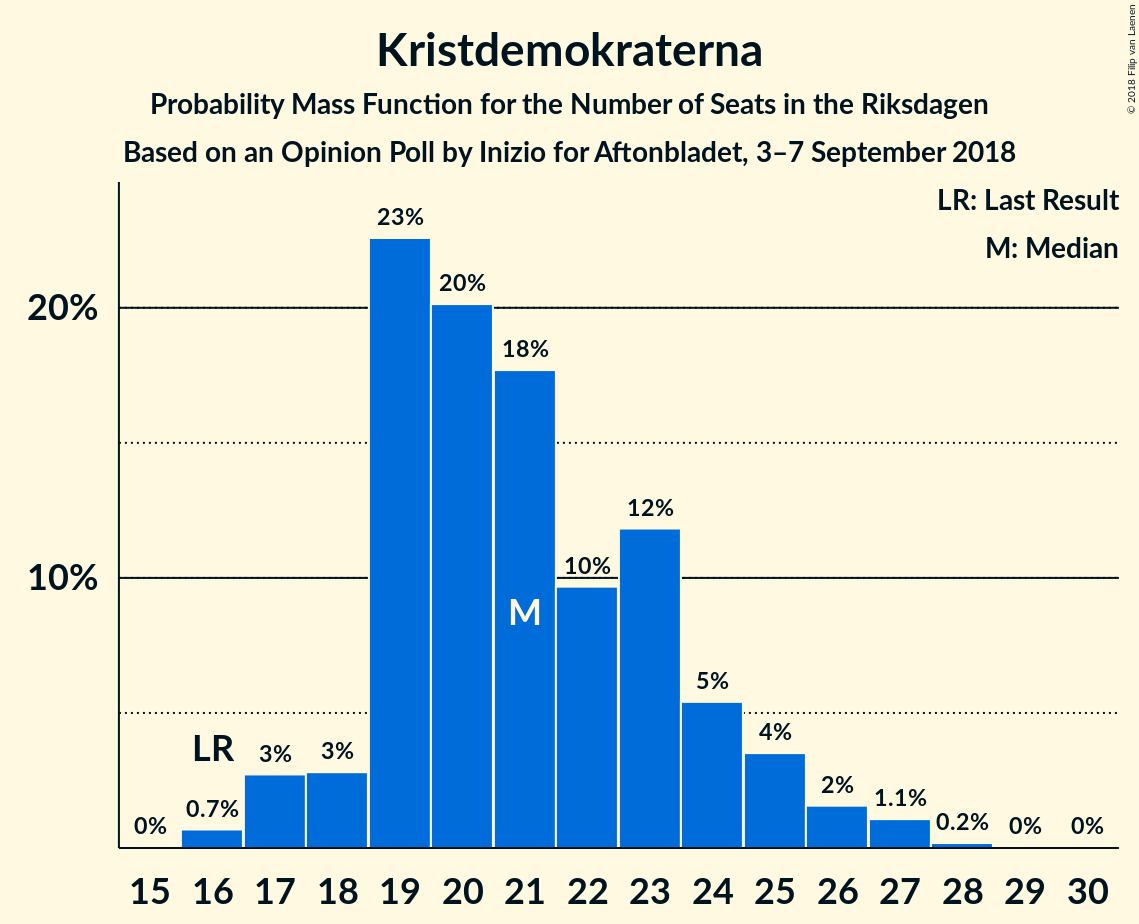 Kristdemokraterna
Probability Mass Function for the Number of Seats in the Riksdagen
Based on an Opinion Poll by Inizio for Aftonbladet, 3–7 September 2018
© 2018 Filip van Laenen
LR: Last Result
M: Median
23%
20%
20%
18%
12%
10%
10%
M
5%
4%
LR
3%
3%
2%
1.1%
0.7%
0.2%
0%
0%
0%
15 16 17 18 19 20 21 22 23 24 25 26 27 28 29 30